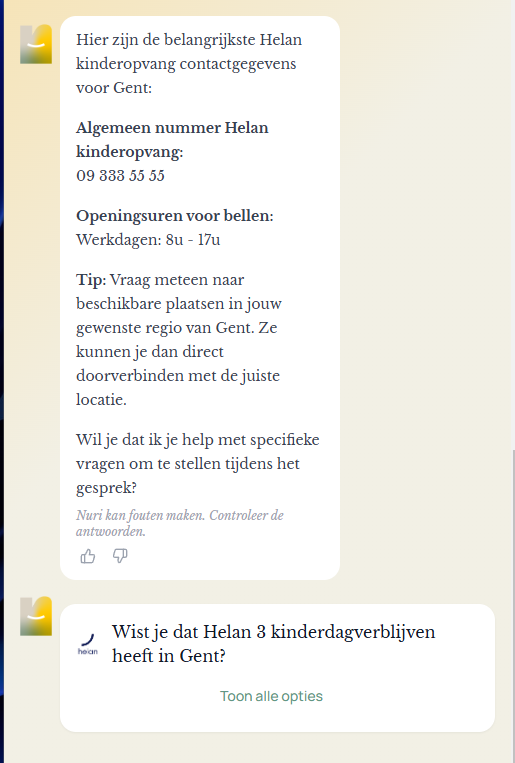 Hier zijn de belangrijkste Helan
kinderopvang contactgegevens
voor Gent:
Algemeen nummer Helan
kinderopvang:
09 333 55 55
Openingsuren voor bellen:
Werkdagen: 8u - 17u
Tip: Vraag meteen naar
beschikbare plaatsen in jouw
gewenste regio van Gent. Ze
kunnen je dan direct
doorverbinden met de juiste
locatie.
Wil je dat ik je help met specifieke
vragen om te stellen tijdens het
gesprek?
Nuri kan fouten maken. Controleer de
antwoorden.
helan
Wist je dat Helan 3 kinderdagverblijven
heeft in Gent?
Toon alle opties